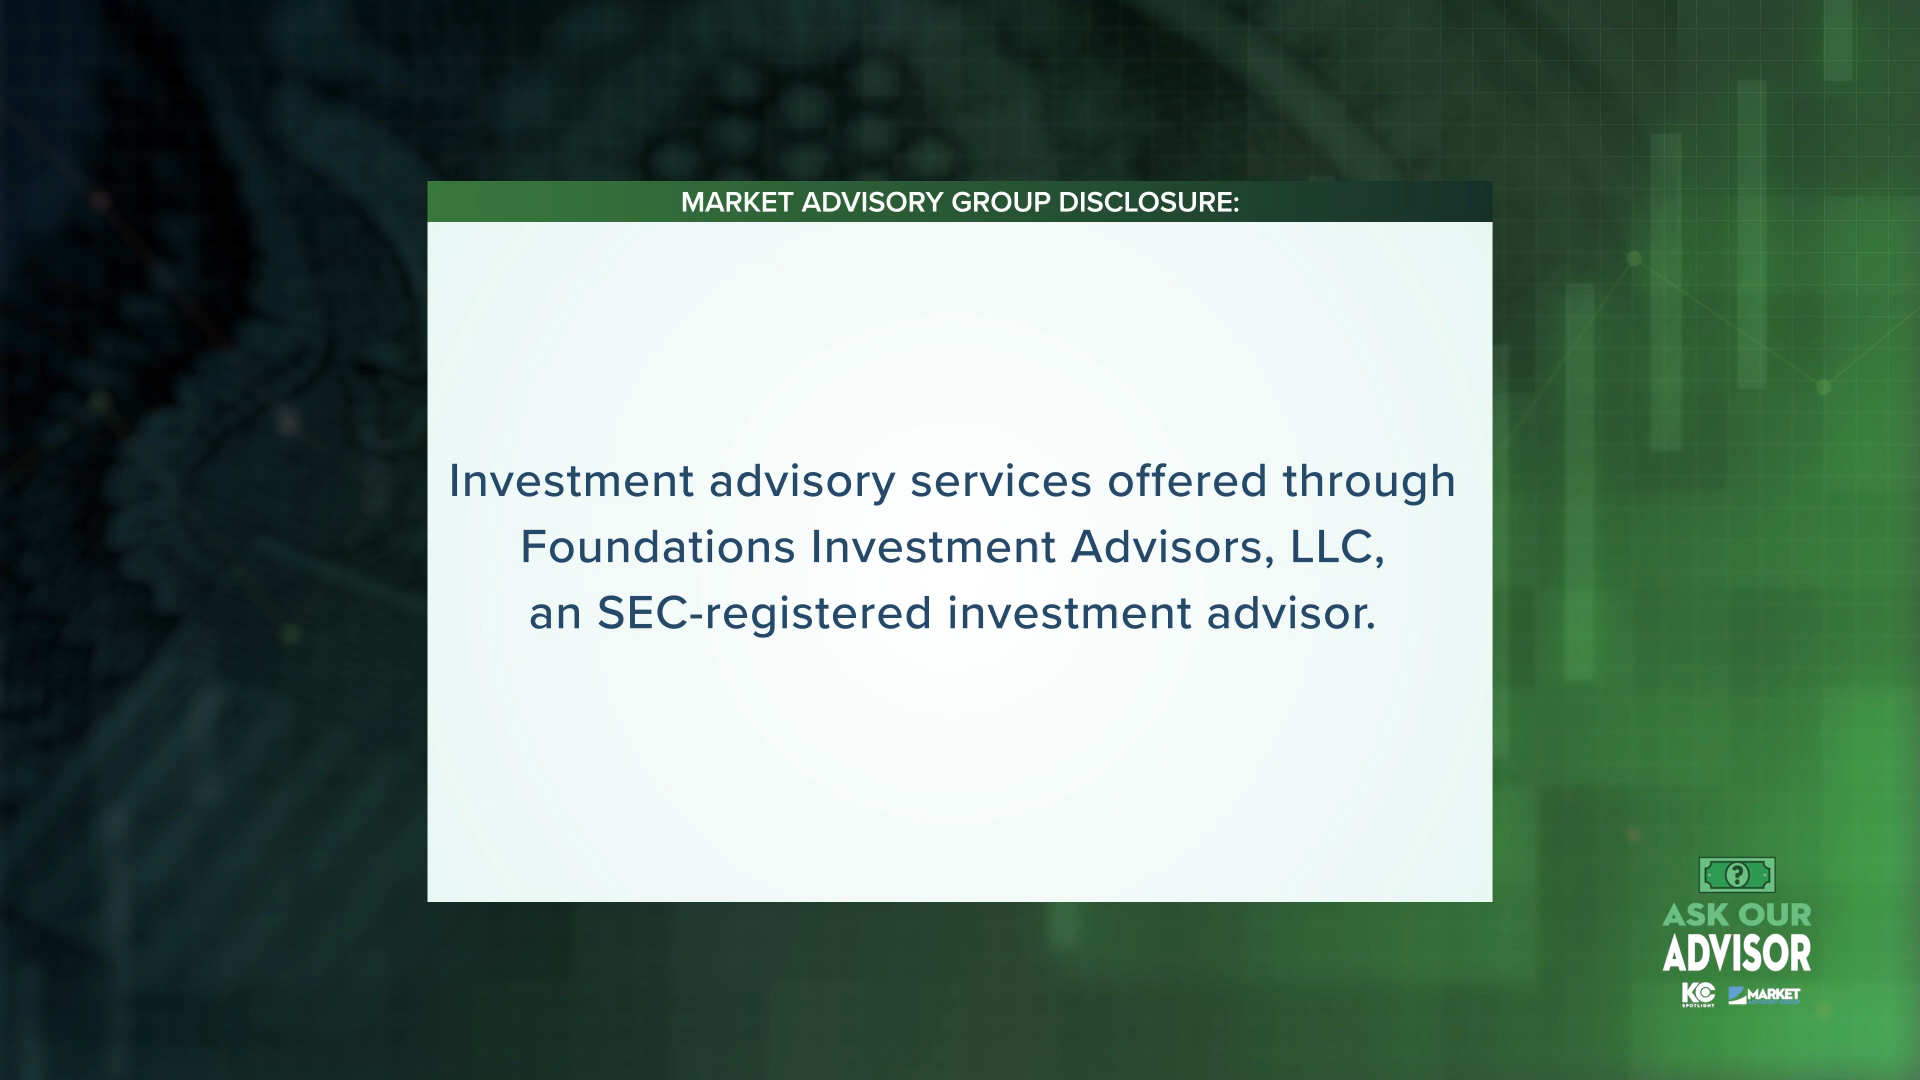 MARKET ADVISORY GROUP DISCLOSURE:
Investment advisory services offered through
Foundations Investment Advisors, LLC,
an SEC-registered investment advisor.
?
ASK OUR
ADVISOR
KC
SPOTLIGHT
MARKET